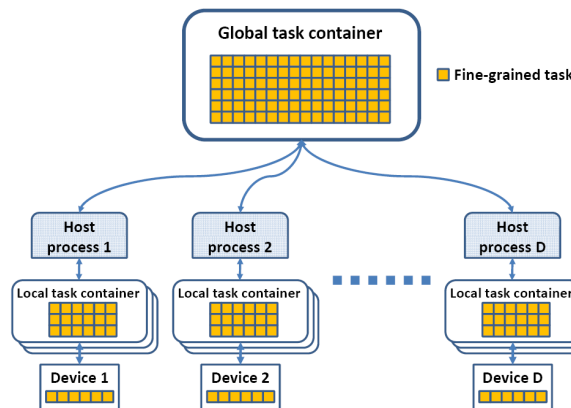 Global task container
Fine-grained task
Host
process 1
Host
process 2
Host
process D
Local task container
Local task container
Local task container
Device 1
Device 2
Device D